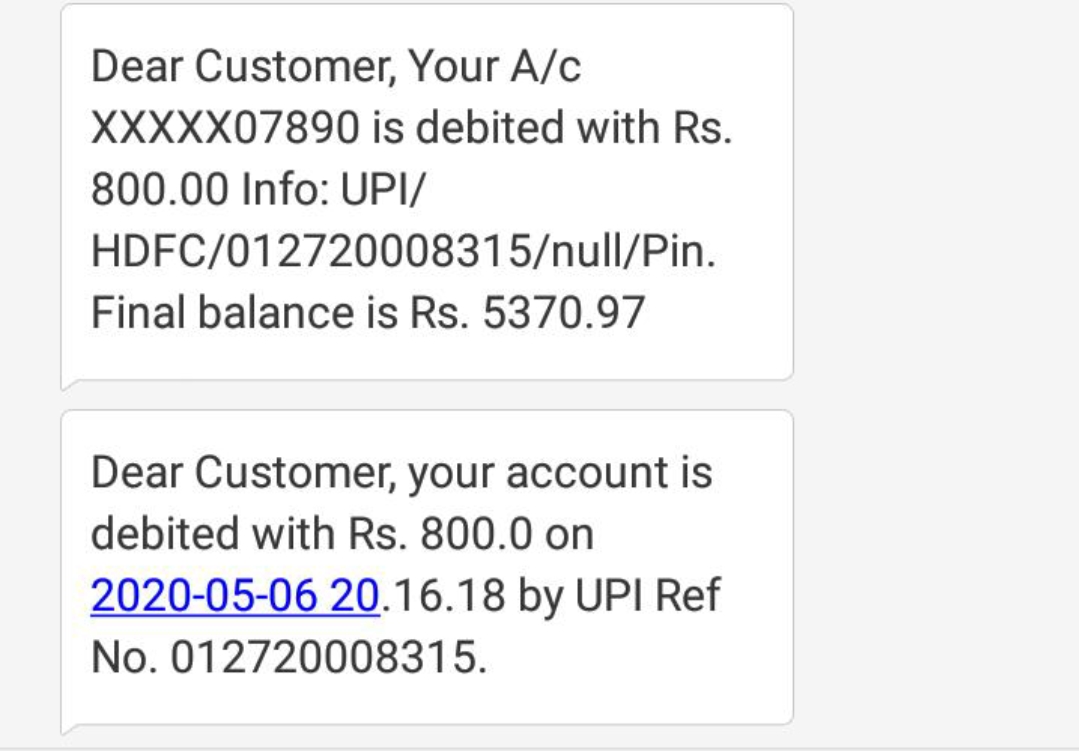 Dear Customer, Your A/c
XXXXX07890 is debited with Rs.
800.00 Info: UPI/
HDFC/012720008315/null/Pin.
Final balance is Rs. 5370.97
Dear Customer, your account is
debited with Rs. 800.0 on
2020-05-06 20.16.18 by UPI Ref
No. 012720008315.